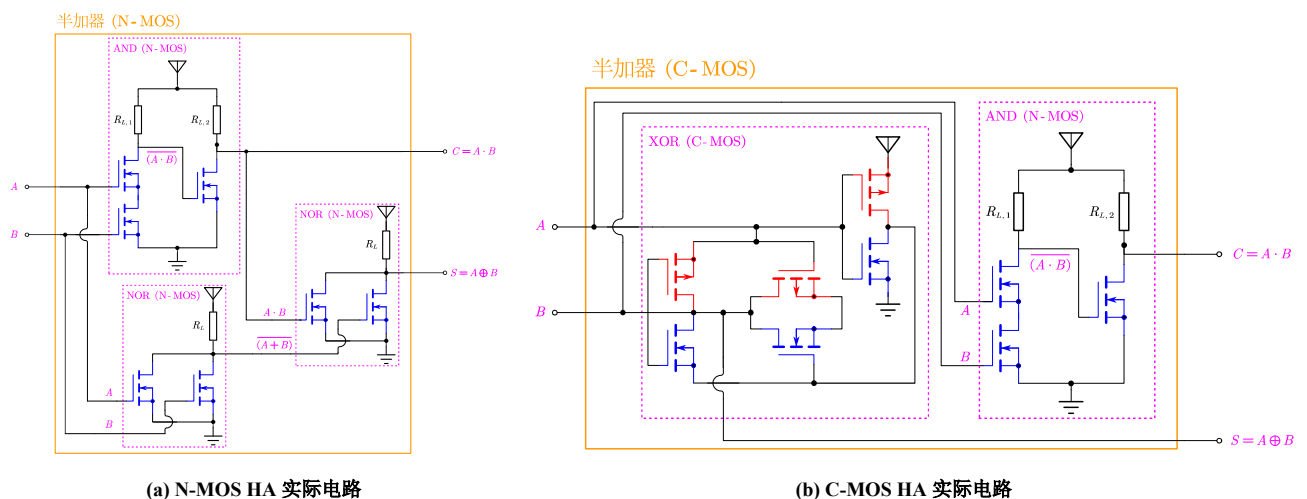 半加器 (N-MOS)
AND (N-MOS)
R_{L,1}
R_{L,2}
\overline{(A·B)}
A
B
C=A·B
NOR (N-MOS)
R_L
S=A⊕B
A·B
NOR (N-MOS)
R_L
\overline{(A+B)}
A
B
(a) N-MOS HA 实际电路
半加器 (C-MOS)
XOR (C-MOS)
AND (N-MOS)
R_{L,1}
R_{L,2}
A
B
\overline{(A·B)}
A
B
C=A·B
S=A⊕B
(b) C-MOS HA 实际电路